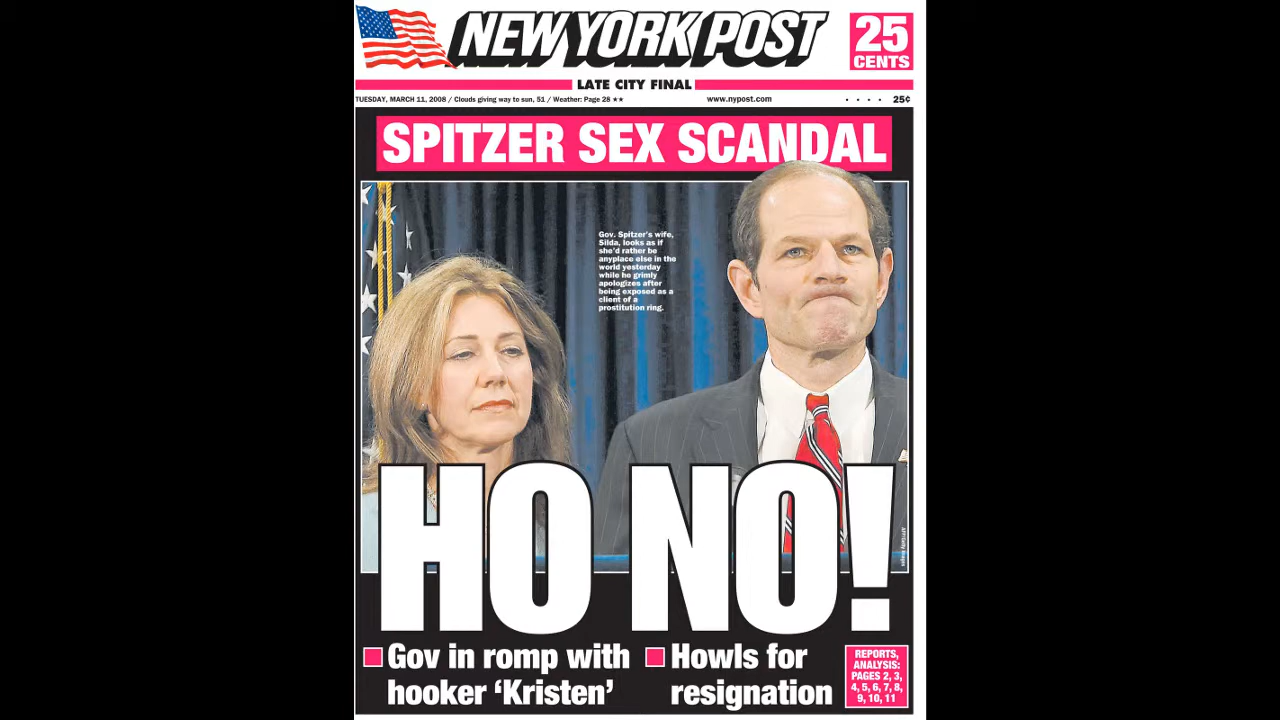 NEW YORK POST
25
CENTS
LATE CITY FINAL
TUESDAY, MARCH 11, 2008 / Clouds giving way to sun, 51 / Weather: Page 28 ★★
www.nypost.com
• • • • 25¢
SPITZER SEX SCANDAL
Gov. Spitzer's wife,
Silda, looks as if
she'd rather be
anyplace else in the
world yesterday
while he grimly
apologizes after
being exposed as a
client of a
prostitution ring.
AP/Getty Images
HO NO!
Gov in romp with
hooker ‘Kristen’
Howls for
resignation
REPORTS,
ANALYSIS:
PAGES 2, 3,
4, 5, 6, 7, 8,
9, 10, 11